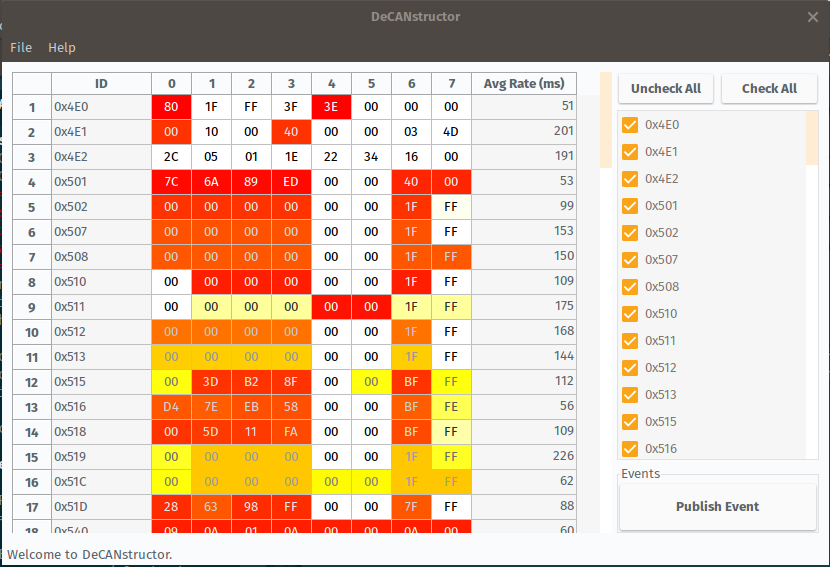 DeCANstructor
File Help
ID 0 1 2 3 4 5 6 7 Avg Rate (ms)
1 0x4E0 80 1F FF 3F 3E 00 00 00 51
2 0x4E1 00 10 00 40 00 00 03 4D 201
3 0x4E2 2C 05 01 1E 22 34 16 00 191
4 0x501 7C 6A 89 ED 00 00 40 00 53
5 0x502 00 00 00 00 00 00 1F FF 99
6 0x507 00 00 00 00 00 00 1F FF 153
7 0x508 00 00 00 00 00 00 1F FF 150
8 0x510 00 00 00 00 00 00 1F FF 109
9 0x511 00 00 00 00 00 00 1F FF 175
10 0x512 00 00 00 00 00 00 1F FF 168
11 0x513 00 00 00 00 00 00 1F FF 144
12 0x515 00 3D B2 8F 00 00 BF FF 112
13 0x516 D4 7E EB 58 00 00 BF FE 56
14 0x518 00 5D 11 FA 00 00 BF FF 109
15 0x519 00 00 00 00 00 00 1F FF 226
16 0x51C 00 00 00 00 00 00 1F FF 62
17 0x51D 28 63 98 FF 00 00 7F FF 88
18 0x540 09 0A 01 0A 00 00 0A 00 60
Uncheck All Check All
0x4E0
0x4E1
0x4E2
0x501
0x502
0x507
0x508
0x510
0x511
0x512
0x513
0x515
0x516
Events
Publish Event
Welcome to DeCANstructor.